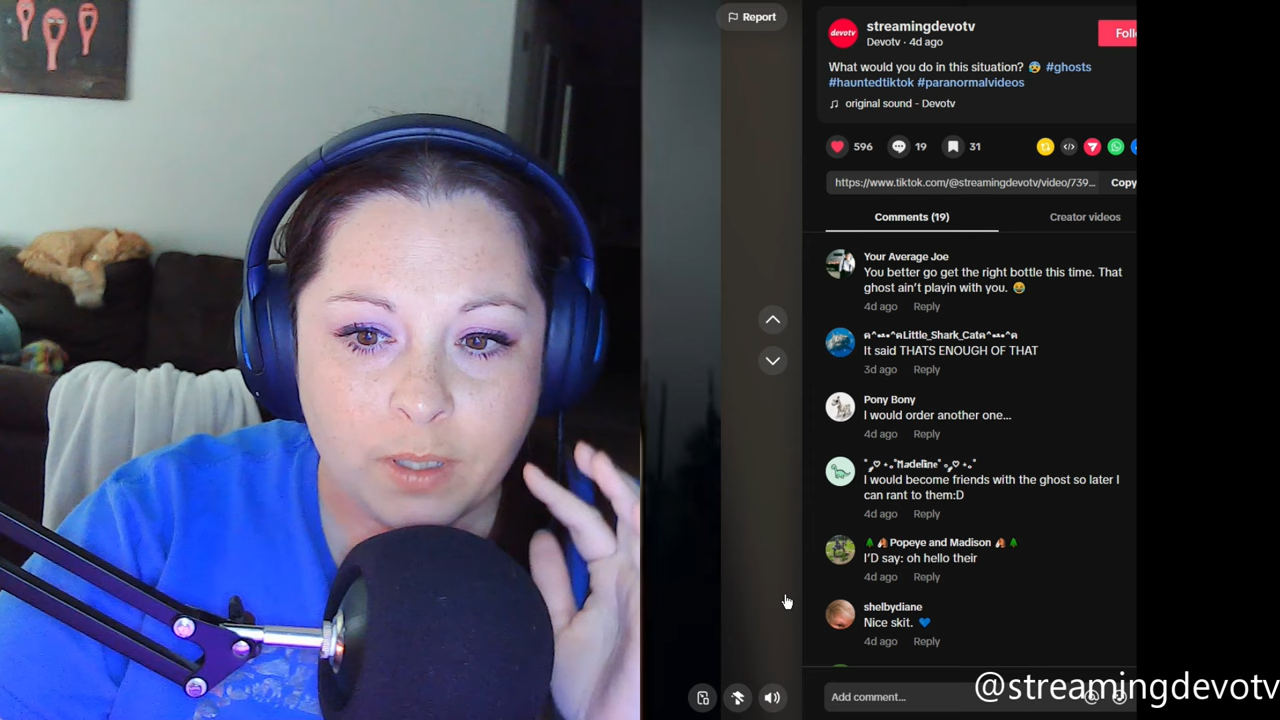 Report
devotv
streamingdevotv
Devotv · 4d ago
What would you do in this situation? 😰 #ghosts
#hauntedtiktok #paranormalvideos
original sound - Devotv
596
19
31
https://www.tiktok.com/@streamingdevotv/video/739...
Copy
Comments (19)
Creator videos
Your Average Joe
You better go get the right bottle this time. That
ghost ain't playin with you. 😂
4d ago Reply
Little_Shark_Cat
It said THATS ENOUGH OF THAT
3d ago Reply
Pony Bony
I would order another one...
4d ago Reply
Madeline
I would become friends with the ghost so later I
can rant to them:D
4d ago Reply
🌲🐴Popeye and Madison🐴🌲
I'D say: oh hello their
4d ago Reply
shelbydiane
Nice skit. 💙
4d ago Reply
Add comment...
@streamingdevotv